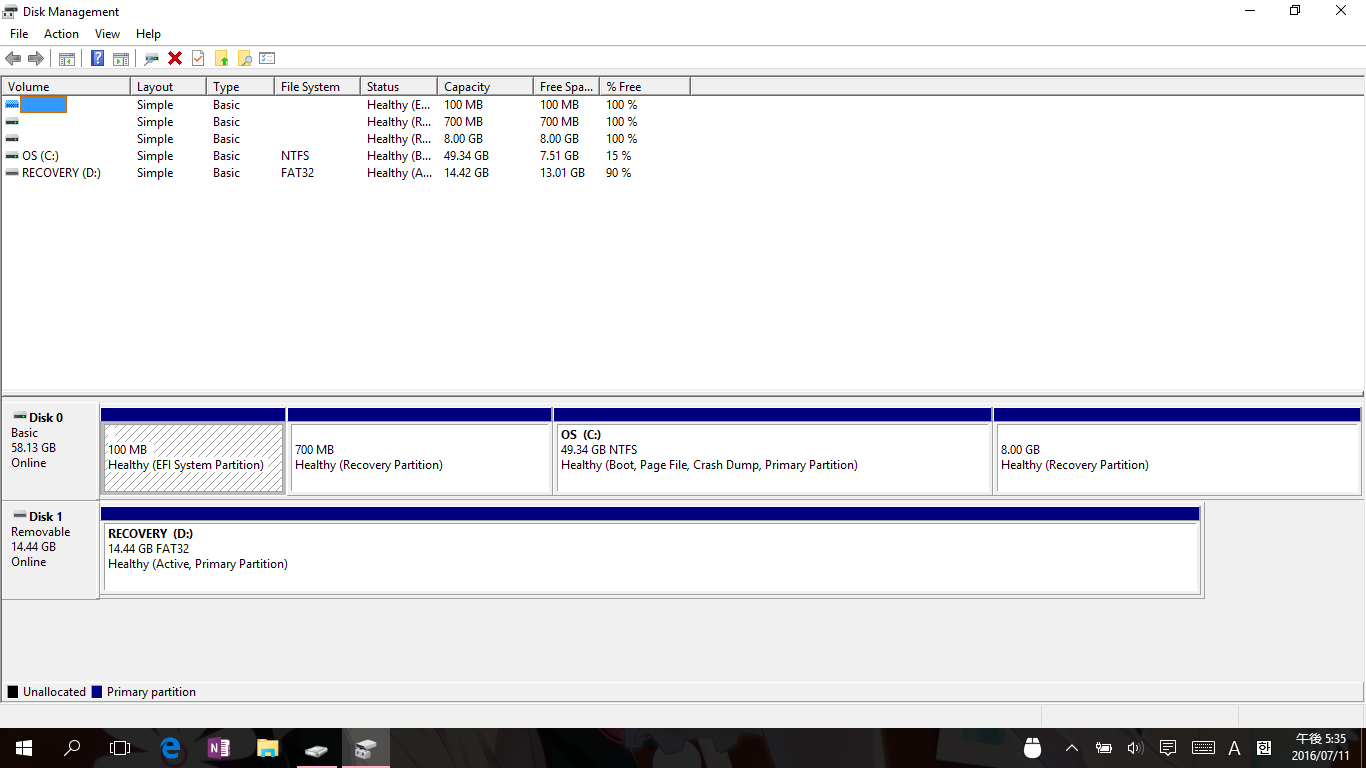 Disk Management
File Action View Help
Volume Layout Type File System Status Capacity Free Spa... % Free
Simple Basic Healthy (E... 100 MB 100 MB 100 %
Simple Basic Healthy (R... 700 MB 700 MB 100 %
Simple Basic Healthy (R... 8.00 GB 8.00 GB 100 %
OS (C:) Simple Basic NTFS Healthy (B... 49.34 GB 7.51 GB 15 %
RECOVERY (D:) Simple Basic FAT32 Healthy (A... 14.42 GB 13.01 GB 90 %
Disk 0
Basic
58.13 GB
Online
100 MB
Healthy (EFI System Partition)
700 MB
Healthy (Recovery Partition)
OS (C:)
49.34 GB NTFS
Healthy (Boot, Page File, Crash Dump, Primary Partition)
8.00 GB
Healthy (Recovery Partition)
Disk 1
Removable
14.44 GB
Online
RECOVERY (D:)
14.44 GB FAT32
Healthy (Active, Primary Partition)
Unallocated Primary partition
A
午後 5:35
2016/07/11